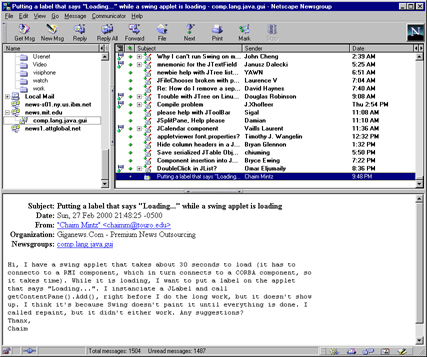 Putting a label that says "Loading..." while a swing applet is loading - comp.lang.java.gui - Netscape Newsgroup
File Edit View Go Message Communicator Help
Get Msg New Msg Reply Reply All Forward File Next Print Mark Stop
Name Subject Sender Date
Usenet
Video
visphone
watch
work
Local Mail
news-s01.ny.us.ibm.net
news.mit.edu
comp.lang.java.gui
news1.attglobal.net
Why can't I run Swing on m... John Cheng 2:39 AM
mnemonic for the JTextField Janusz Dalecki 5:25 AM
newbie help with JTree list... YAWN 6:51 AM
JFileChooser broken with p... Laurence V 7:04 AM
Re: How do I remove a sep... David Haynes 7:40 AM
Trouble with JTree on Linux... Douglas Robinson 9:08 AM
Compile problem J.Xhoffeer Thu 2:54 PM
please help with JToolBar Sigal 11:08 AM
JSplitPane, Help please Damian 11:10 AM
JCalendar component Vaills Laurent 11:36 AM
appletviewer font.properties? Timothy J. Wangelin 12:32 PM
Hide column headers in a J... Bryan Glennon 1:32 PM
Save serialized JTable Obj... chiuming 5:50 PM
Component insertion into J... Bryce Ewing 7:22 PM
DoubleClick in JList? Omar Eljumaily 8:36 PM
Putting a label that says "Loading... Chaim Mintz 9:48 PM
Subject: Putting a label that says "Loading..." while a swing applet is loading
Date: Sun, 27 Feb 2000 21:48:25 -0500
From: "Chaim Mintz" <chaimm@touro.edu>
Organization: Giganews.Com - Premium News Outsourcing
Newsgroups: comp.lang.java.gui
Hi, I have a swing applet that takes about 30 seconds to load (it has to
connecto to a RMI component, which in turn connects to a CORBA component, so
it takes time). While it is loading, I want to put a label on the applet
that says "Loading...". I instanciate a JLabel and call
getContentPane().Add(), right before I do the long work, but it doesn't show
up. I think it's because Swing doesn't paint it until everything is done. I
called repaint, but it didn't either work. Any suggestions?
Thanx,
Chaim
Total messages: 1504 Unread messages: 1487